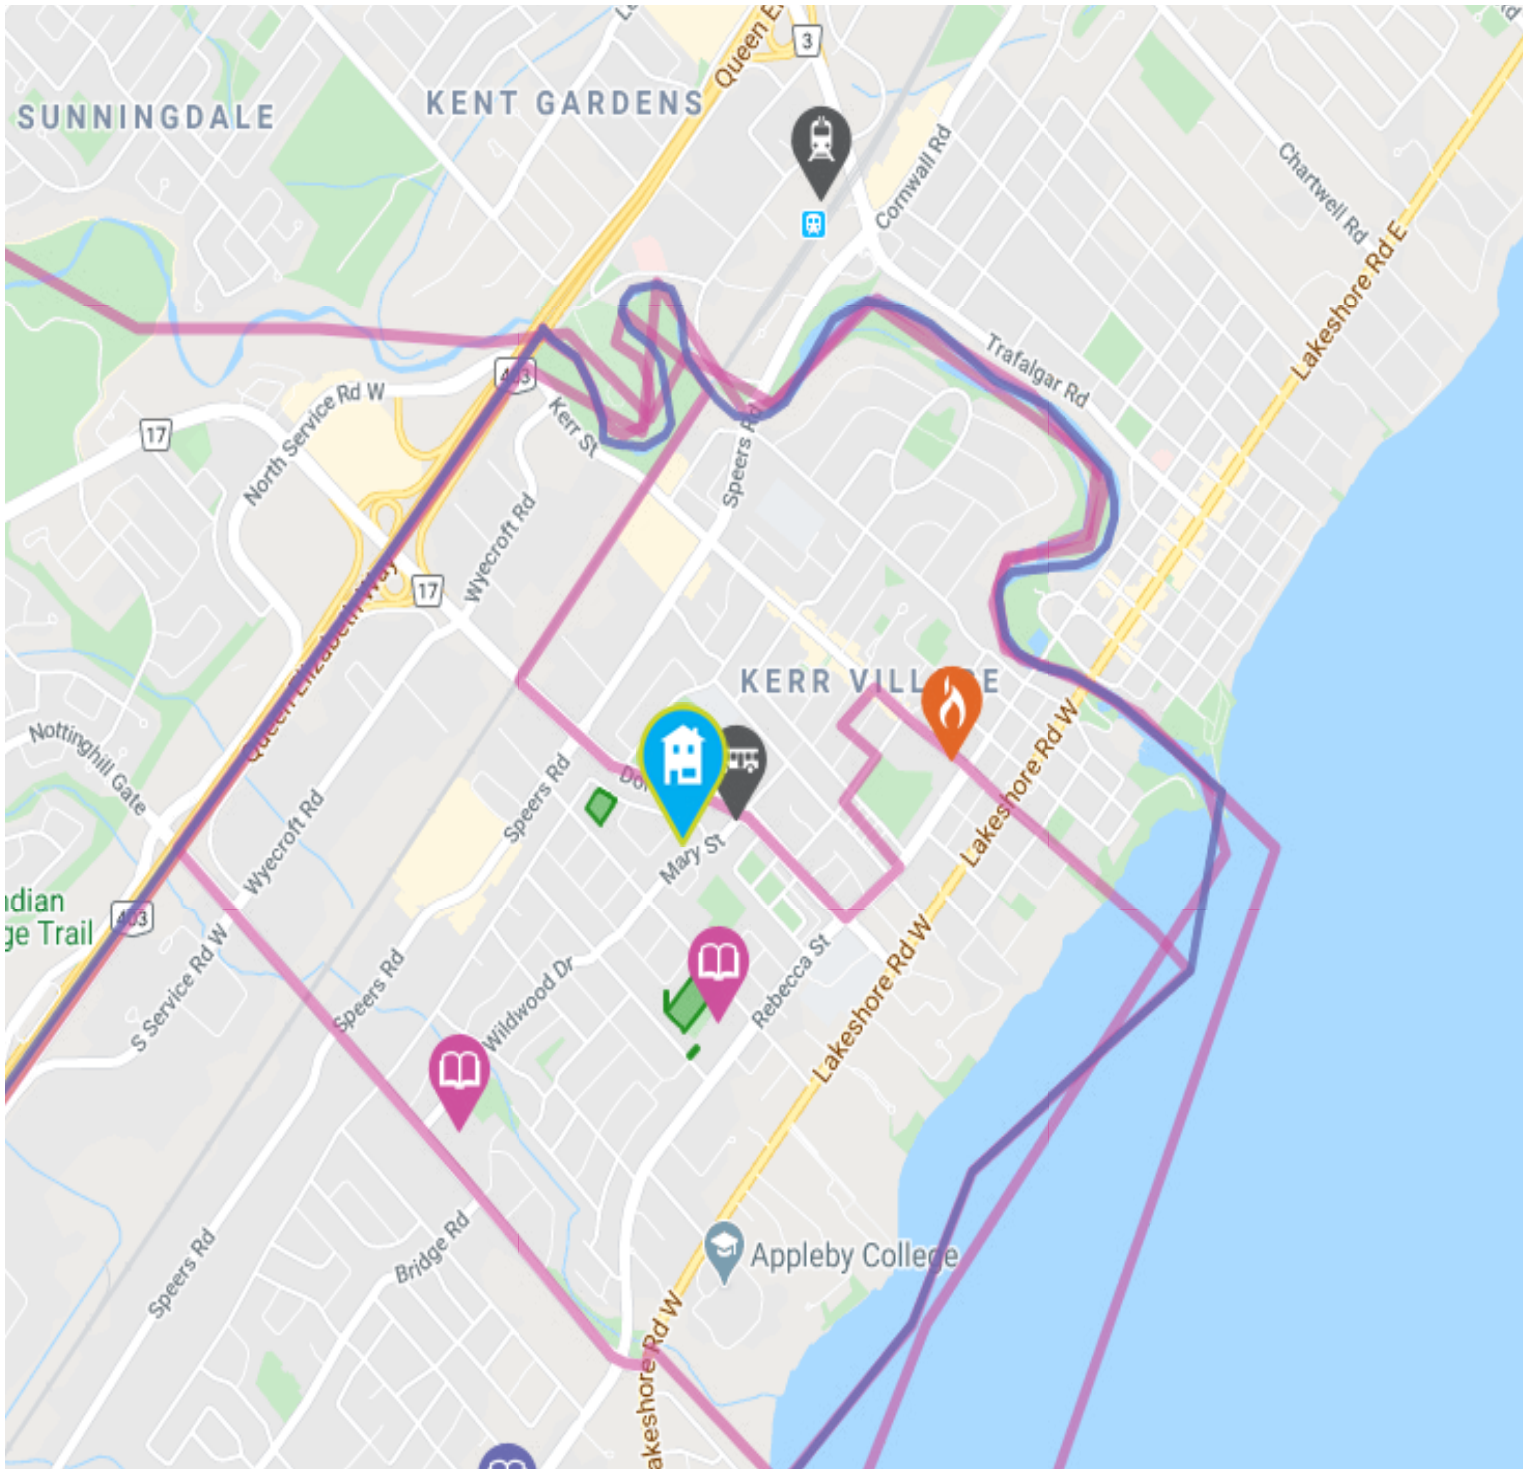 Queen El
3
SUNNINGDALE
KENT GARDENS
Cornwall Rd
Chartwell Rd
Lakeshore Rd E
Trafalgar Rd
403
North Service Rd W
Kerr St
17
Speers Rd
Wyecroft Rd
17
Queen Elizabeth Way
KERR VILL E
Nottinghill Gate
Lakeshore Rd W
Speers Rd
Wyecroft Rd
Mary St
dian
ge Trail
403
S Service Rd W
Speers Rd
Wildwood Dr
Rebecca St
Lakeshore Rd W
Bridge Rd
Appleby College
Speers Rd
akeshore Rd W